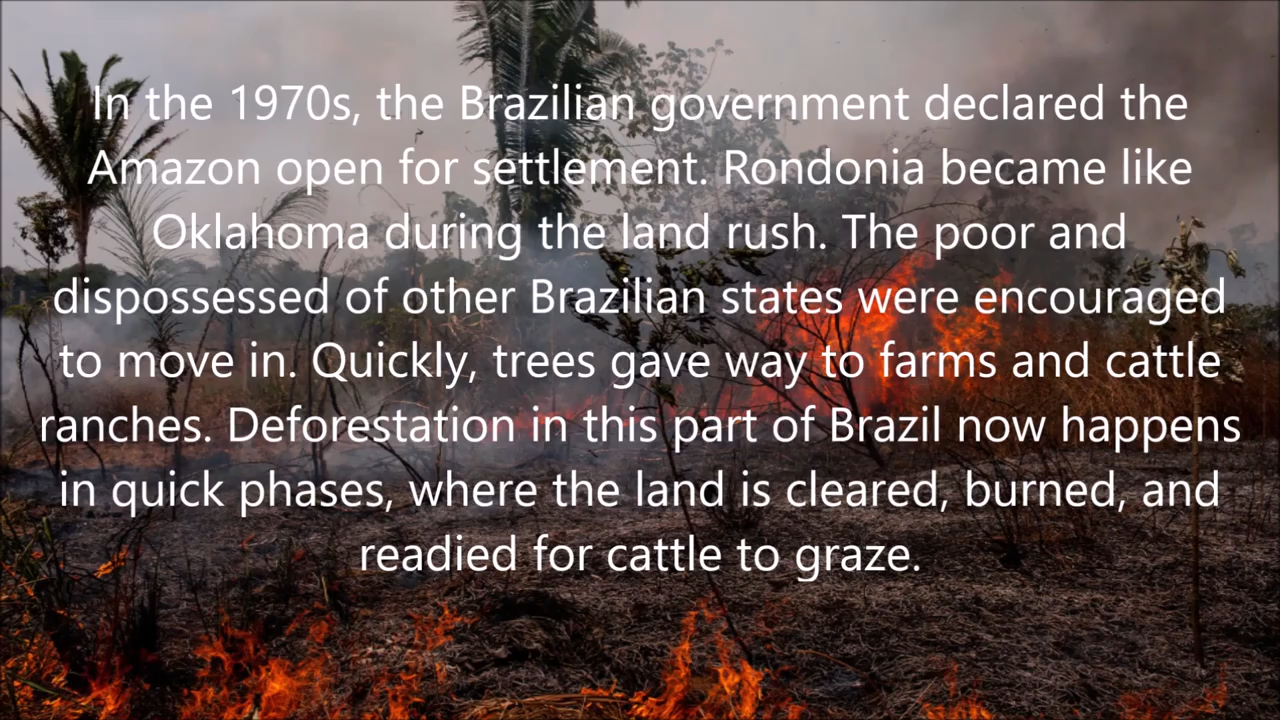 In the 1970s, the Brazilian government declared the
Amazon open for settlement. Rondonia became like
Oklahoma during the land rush. The poor and
dispossessed of other Brazilian states were encouraged
to move in. Quickly, trees gave way to farms and cattle
ranches. Deforestation in this part of Brazil now happens
in quick phases, where the land is cleared, burned, and
readied for cattle to graze.